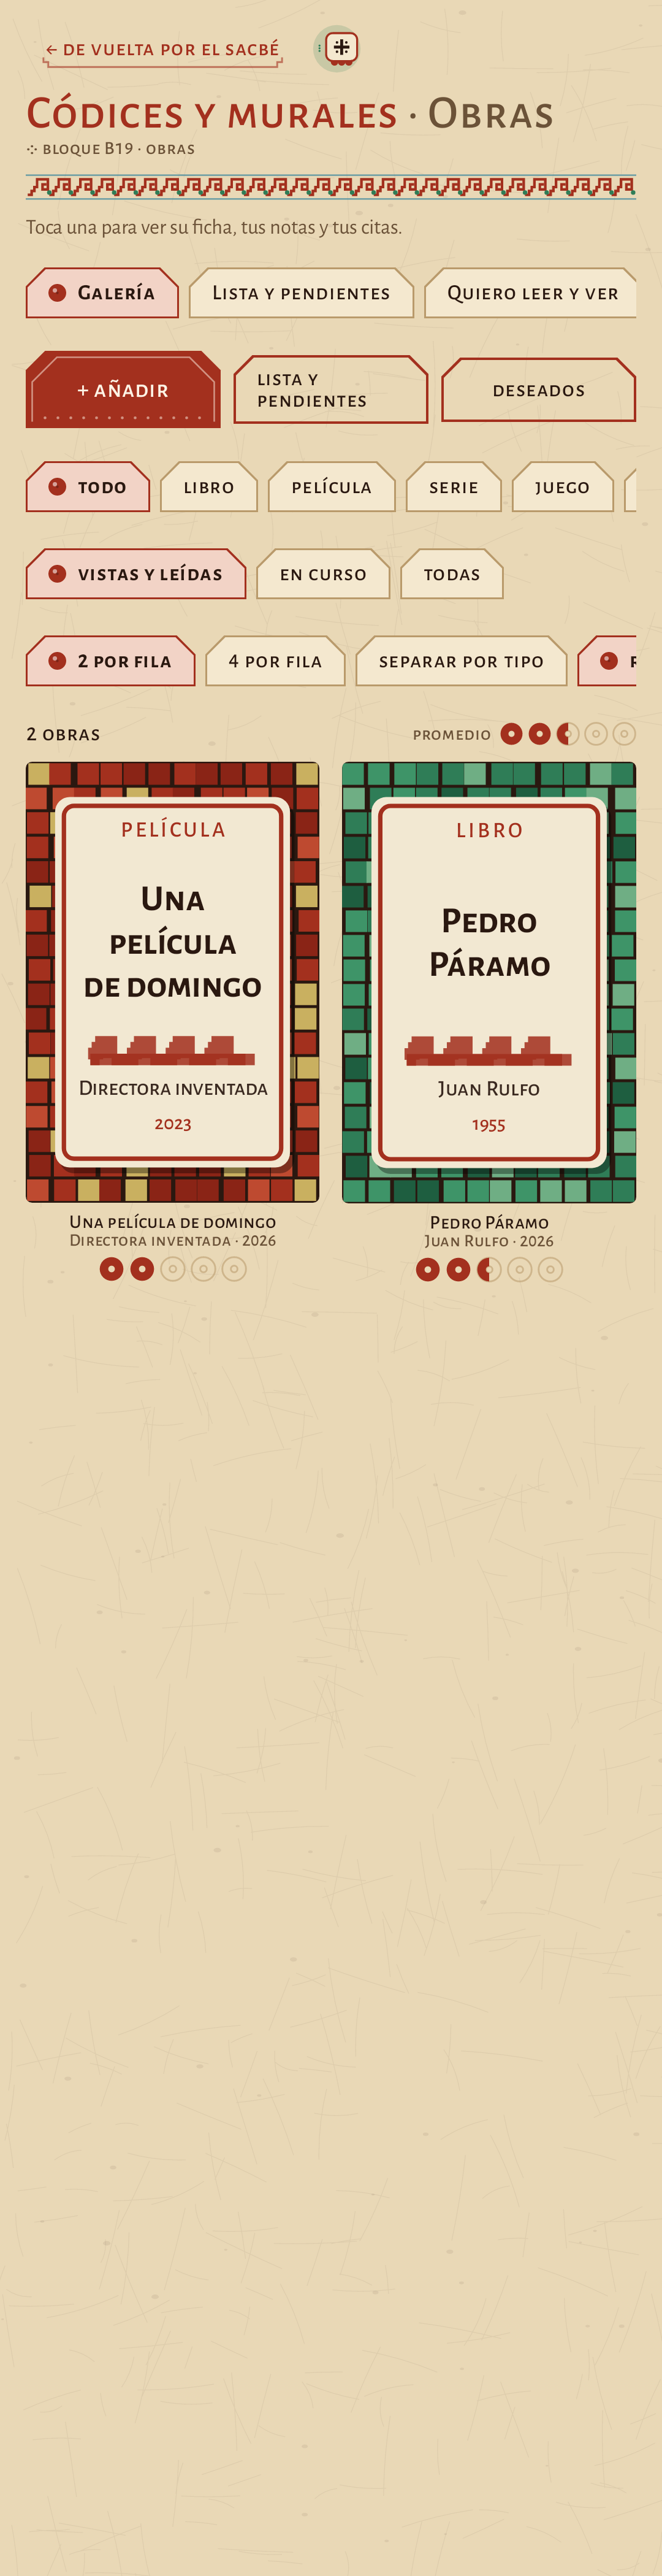 ← DE VUELTA POR EL SACBÉ
CÓDICES Y MURALES · OBRAS
BLOQUE B19 · OBRAS
Toca una para ver su ficha, tus notas y tus citas.
GALERÍA LISTA Y PENDIENTES QUIERO LEER Y VER
+ AÑADIR LISTA Y PENDIENTES DESEADOS
TODO LIBRO PELÍCULA SERIE JUEGO
VISTAS Y LEÍDAS EN CURSO TODAS
2 POR FILA 4 POR FILA SEPARAR POR TIPO
2 OBRAS PROMEDIO
PELÍCULA
UNA
PELÍCULA
DE DOMINGO
DIRECTORA INVENTADA
2023
UNA PELÍCULA DE DOMINGO
DIRECTORA INVENTADA · 2026
LIBRO
PEDRO
PÁRAMO
JUAN RULFO
1955
PEDRO PÁRAMO
JUAN RULFO · 2026